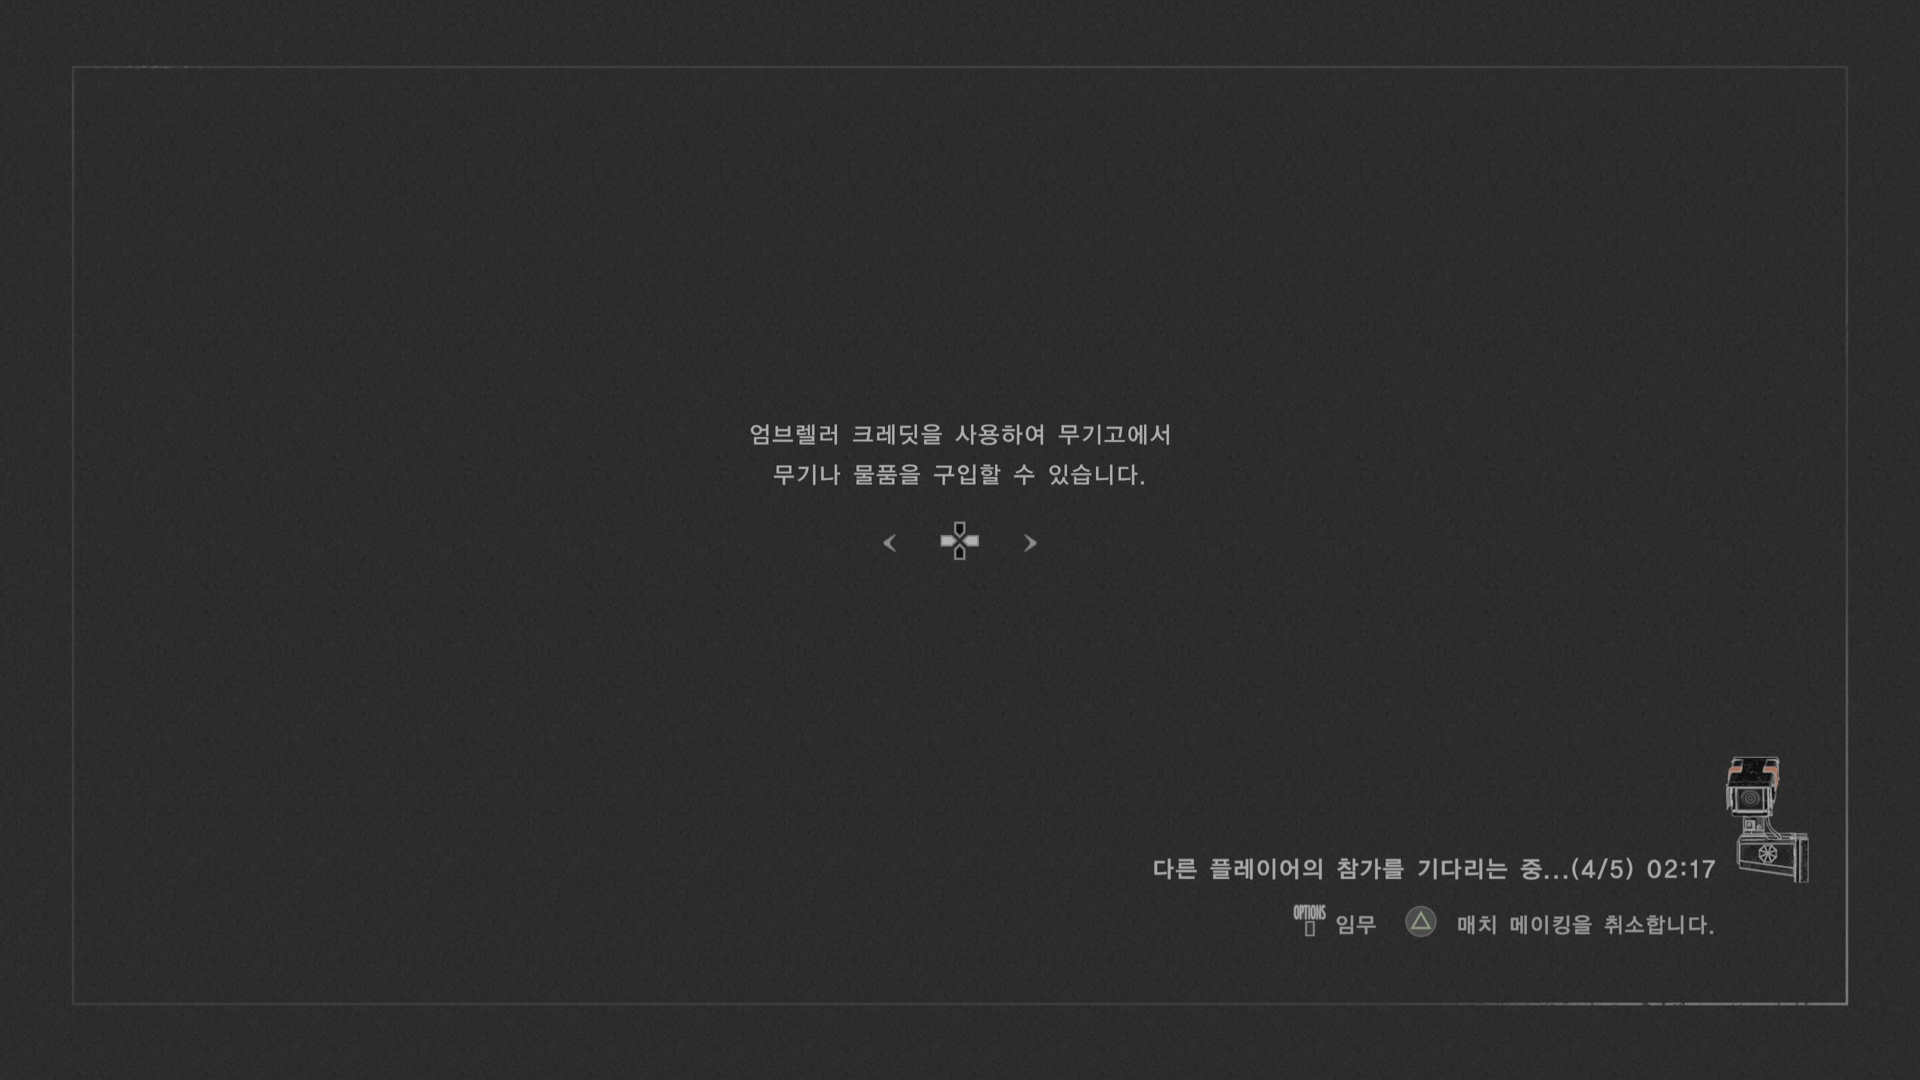 엄브렐러 크레딧을 사용하여 무기고에서
무기나 물품을 구입할 수 있습니다.
다른 플레이어의 참가를 기다리는 중...(4/5) 02:17
OPTIONS 임무 매치 메이킹을 취소합니다.